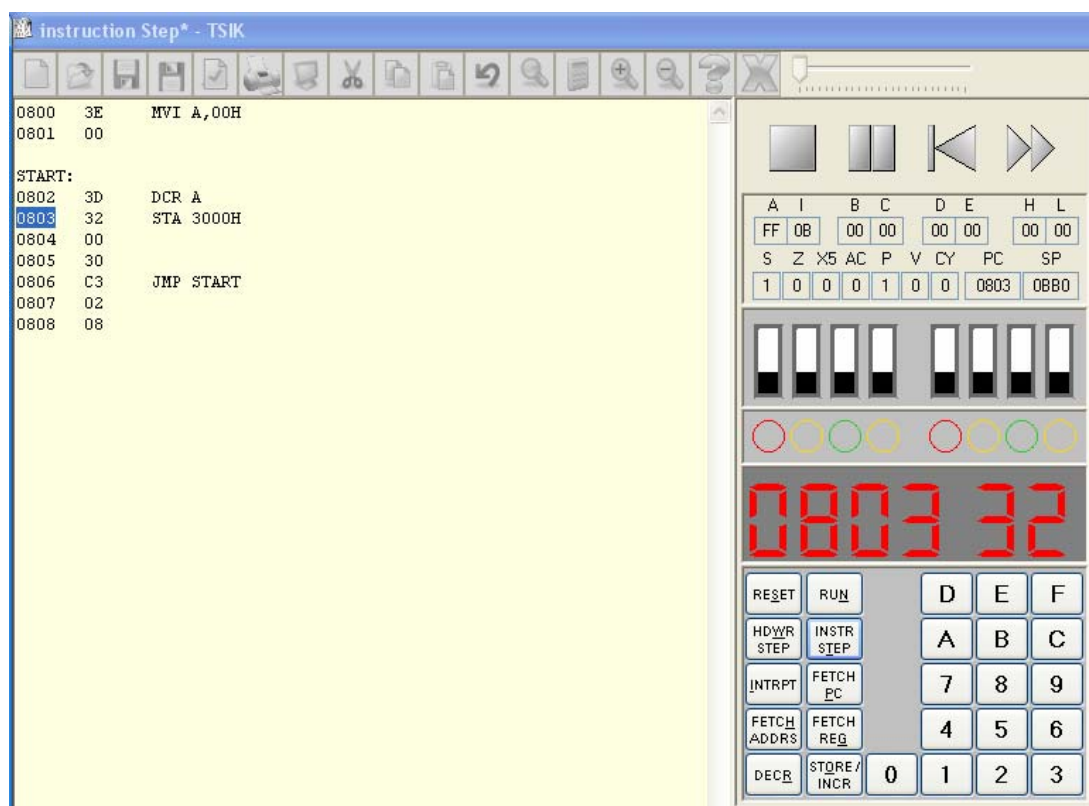 instruction Step* - TSIK
0800 3E MVI A,00H
0801 00
START:
0802 3D DCR A
0803 32 STA 3000H
0804 00
0805 30
0806 C3 JMP START
0807 02
0808 08
A I B C D E H L
FF 0B 00 00 00 00 00 00
S Z X5 AC P V CY PC SP
1 0 0 0 1 0 0 0803 0BB0
0803 32
RESET RUN D E F
HDWR STEP INSTR STEP A B C
INTRPT FETCH PC 7 8 9
FETCH ADDRS FETCH REG 4 5 6
DECR STORE/ INCR 0 1 2 3